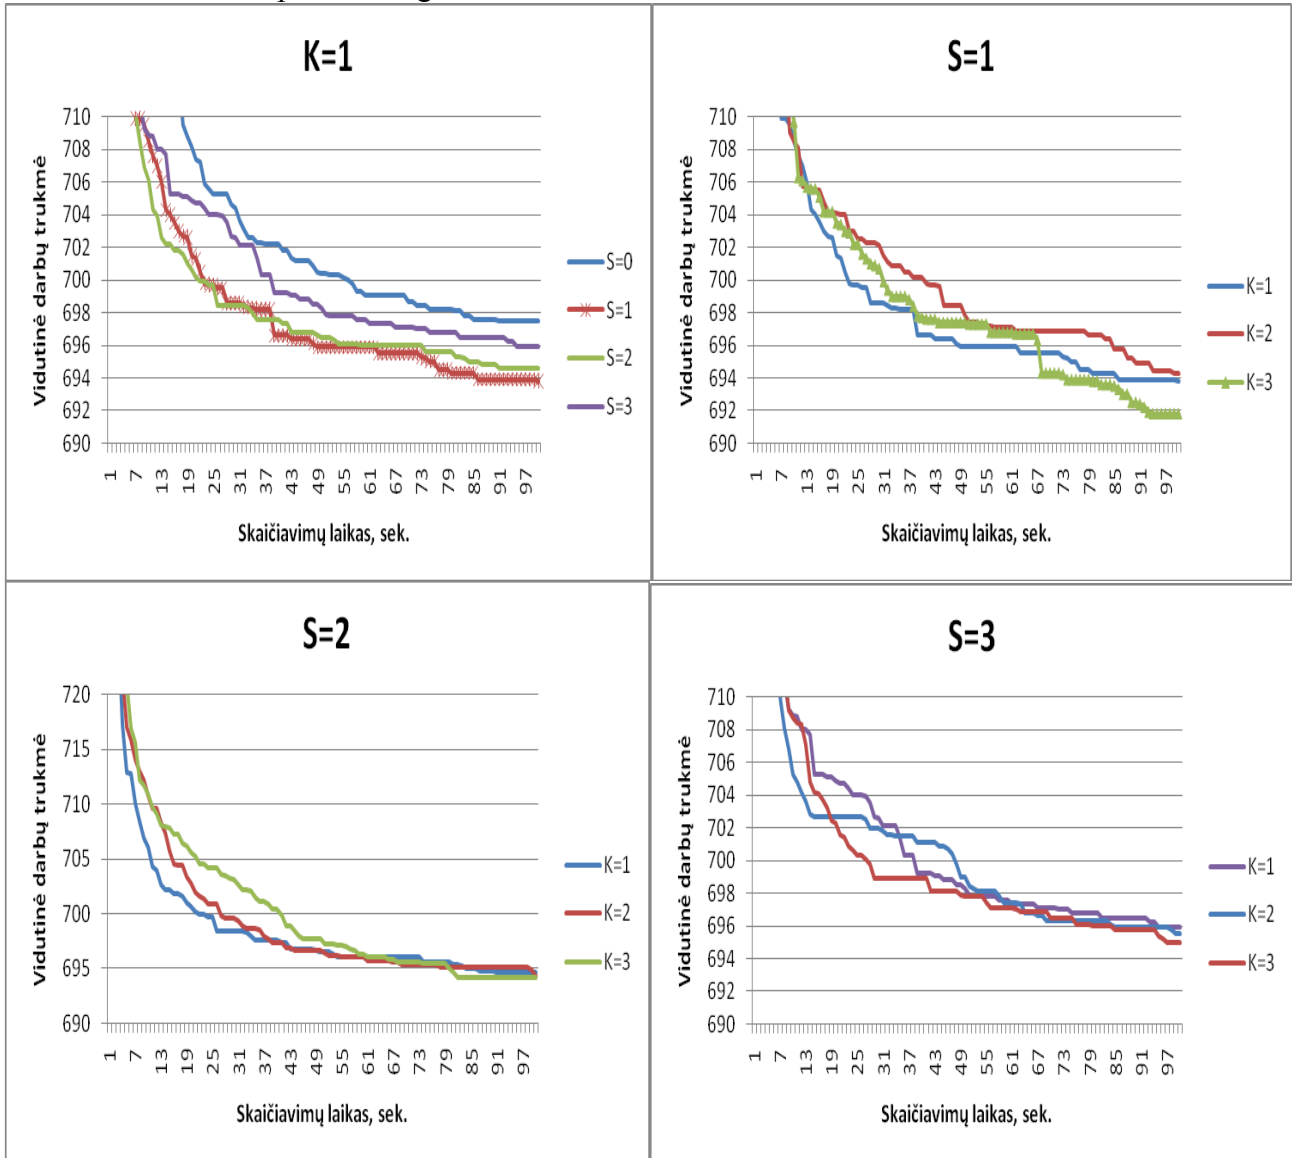 K=1
710
708
706
704
702
700
698
696
694
692
690
Vidutinė darbų trukmė
1 7 13 19 25 31 37 43 49 55 61 67 73 79 85 91 97
Skaičiavimų laikas, sek.
S=0
S=1
S=2
S=3
S=1
710
708
706
704
702
700
698
696
694
692
690
Vidutinė darbų trukmė
1 7 13 19 25 31 37 43 49 55 61 67 73 79 85 91 97
Skaičiavimų laikas, sek.
K=1
K=2
K=3
S=2
720
715
710
705
700
695
690
Vidutinė darbų trukmė
1 7 13 19 25 31 37 43 49 55 61 67 73 79 85 91 97
Skaičiavimų laikas, sek.
K=1
K=2
K=3
S=3
710
708
706
704
702
700
698
696
694
692
690
Vidutinė darbų trukmė
1 7 13 19 25 31 37 43 49 55 61 67 73 79 85 91 97
Skaičiavimų laikas, sek.
K=1
K=2
K=3